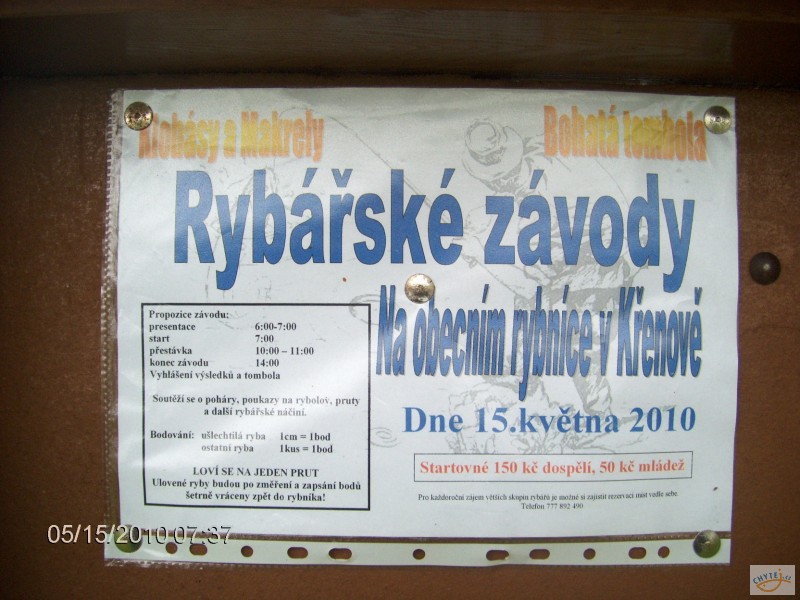 Klobásy a Makrely
Bohatá tombola
Rybářské závody
Na obecním rybníce v Křenově
Dne 15.května 2010
Startovné 150 kč dospělí, 50 kč mládež
Pro každoroční zájem větších skupin rybářů je možné si zajistit rezervaci míst vedle sebe
Telefon 777 892 490
Propozice závodu:
presentace 6:00-7:00
start 7:00
přestávka 10:00 – 11:00
konec závodu 14:00
Vyhlášení výsledků a tombola
Soutěží se o poháry, poukazy na rybolov, pruty
a další rybářské náčiní.
Bodování: ušlechtilá ryba 1cm = 1bod
ostatní ryba 1kus = 1bod
LOVÍ SE NA JEDEN PRUT
Ulovené ryby budou po změření a zapsání bodů
šetrně vráceny zpět do rybníka!
05/15/2010 07:37
CHYTEJ.cz